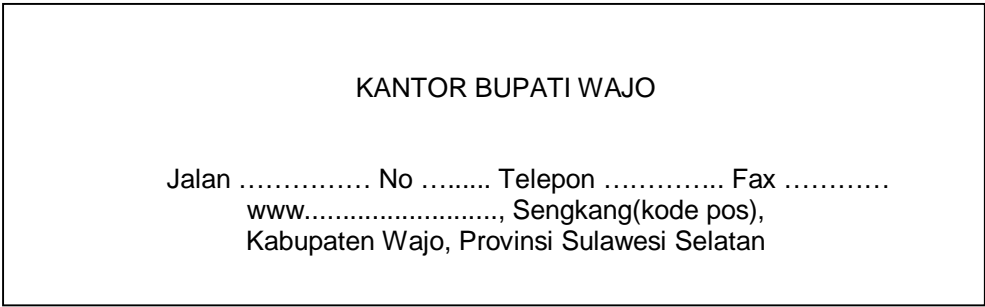 KANTOR BUPATI WAJO
Jalan …………… No …...... Telepon ………….. Fax …………
www.........................., Sengkang(kode pos),
Kabupaten Wajo, Provinsi Sulawesi Selatan